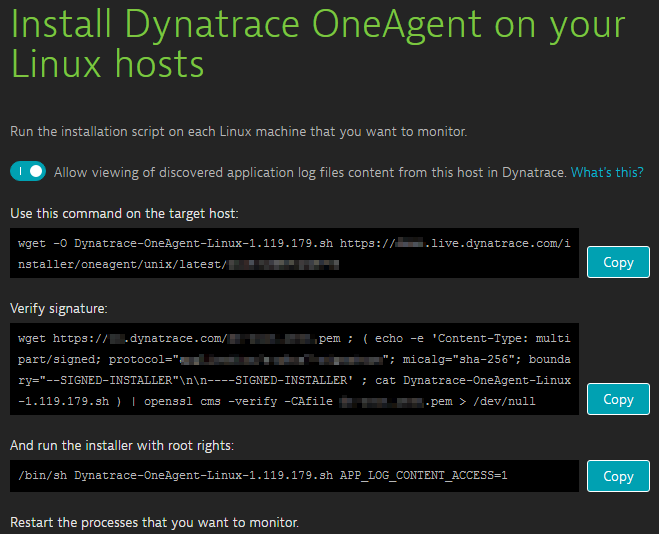 Install Dynatrace OneAgent on your
Linux hosts
Run the installation script on each Linux machine that you want to monitor.
Allow viewing of discovered application log files content from this host in Dynatrace. What's this?
Use this command on the target host:
wget -O Dynatrace-OneAgent-Linux-1.119.179.sh https://.live.dynatrace.com/i
nstaller/oneagent/unix/latest/
Copy
Verify signature:
wget https://.dynatrace.com/.pem ; ( echo -e 'Content-Type: multi
part/signed; protocol=""; micalg="sha-256"; bounda
ry="--SIGNED-INSTALLER"\n\n----SIGNED-INSTALLER' ; cat Dynatrace-OneAgent-Linux
-1.119.179.sh ) | openssl cms -verify -CAfile .pem > /dev/null
Copy
And run the installer with root rights:
/bin/sh Dynatrace-OneAgent-Linux-1.119.179.sh APP_LOG_CONTENT_ACCESS=1
Copy
Restart the processes that you want to monitor.